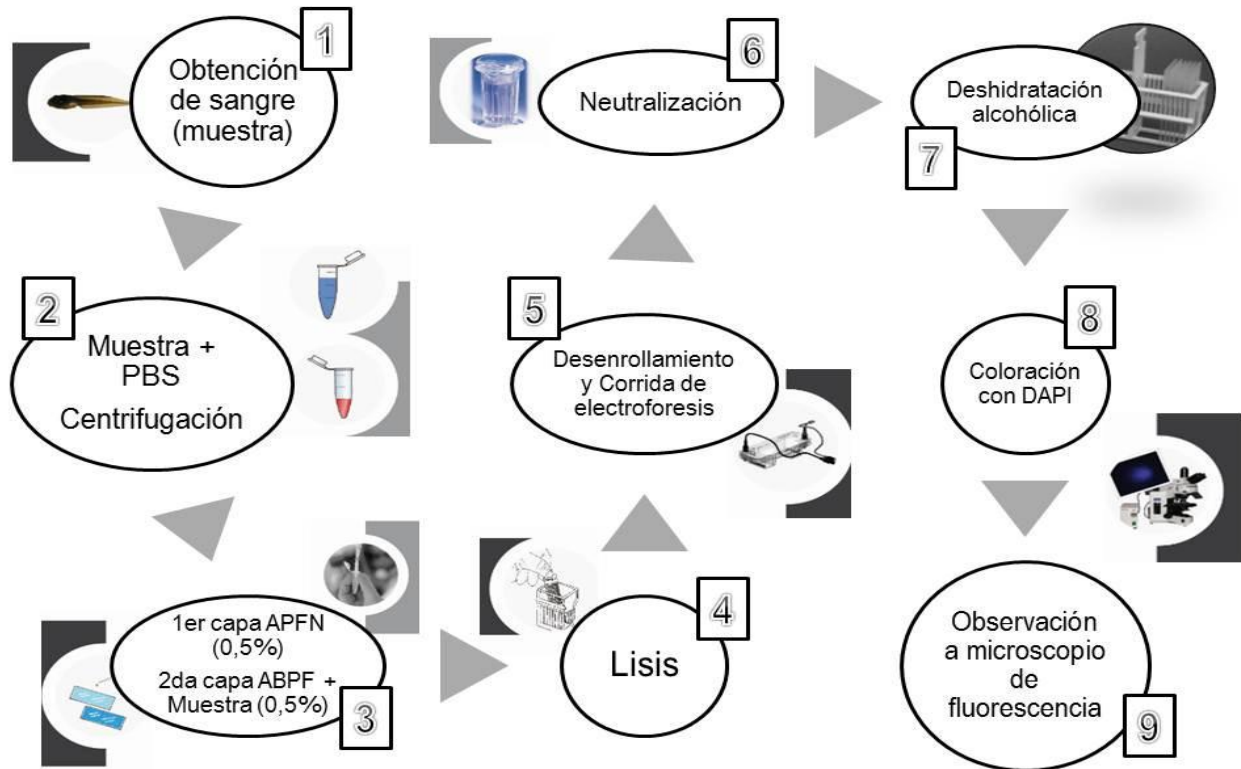 1
Obtención
de sangre
(muestra)
2
Muestra +
PBS
Centrifugación
1er capa APFN
(0,5%)
2da capa ABPF +
Muestra (0,5%)
3
4
Lisis
5
Desenrollamiento
y Corrida de
electroforesis
6
Neutralización
Deshidratación
alcohólica
7
8
Coloración
con DAPI
Observación
a microscopio
de
fluorescencia
9